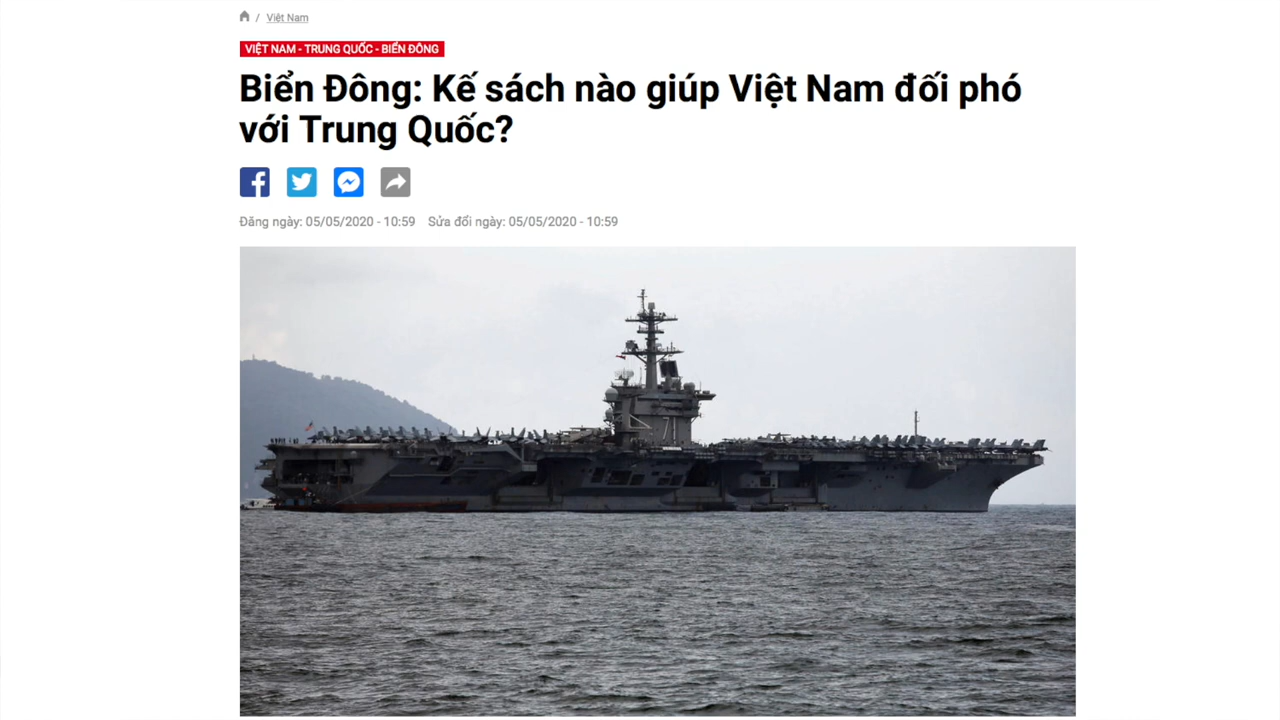 / Việt Nam
VIỆT NAM - TRUNG QUỐC - BIỂN ĐÔNG
Biển Đông: Kế sách nào giúp Việt Nam đối phó
với Trung Quốc?
Đăng ngày: 05/05/2020 - 10:59 Sửa đổi ngày: 05/05/2020 - 10:59
71